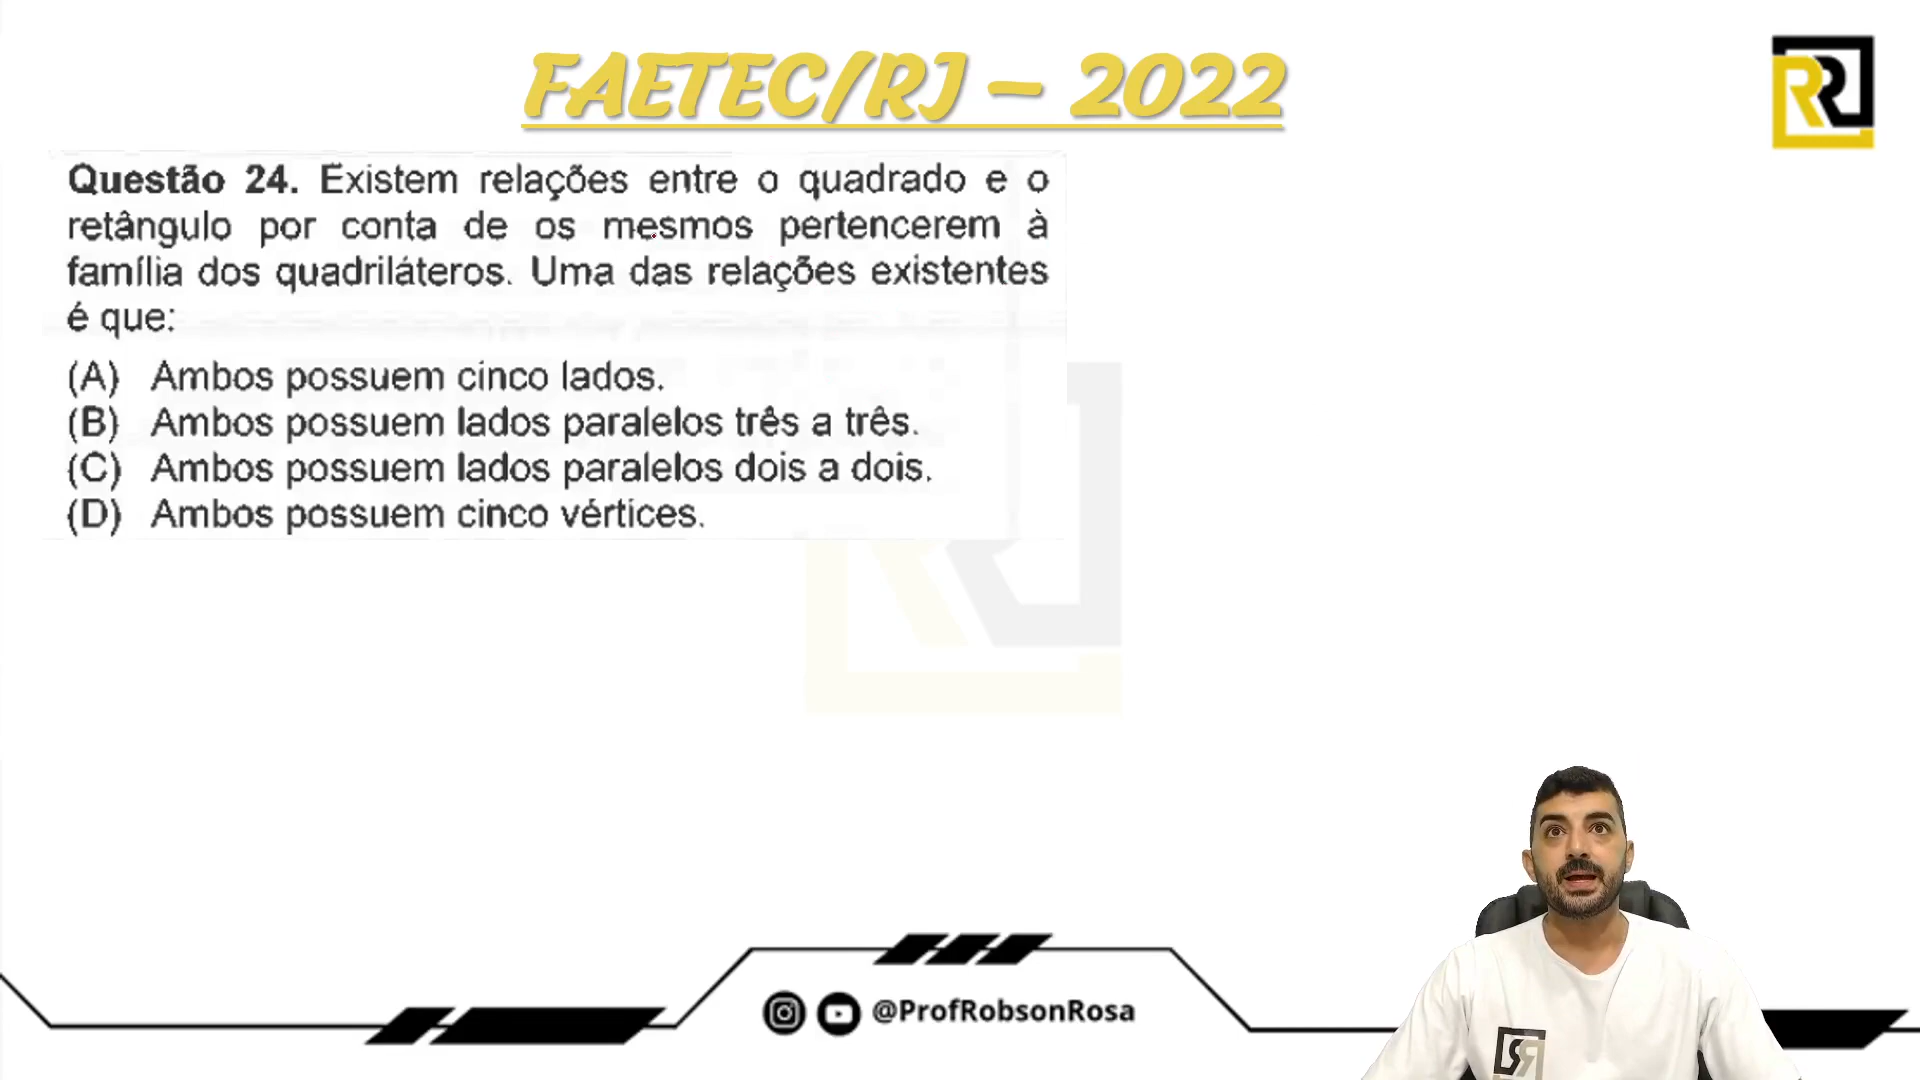 FAETEC/RJ – 2022
Questão 24. Existem relações entre o quadrado e o
retângulo por conta de os mesmos pertencerem à
família dos quadriláteros. Uma das relações existentes
é que:
(A) Ambos possuem cinco lados.
(B) Ambos possuem lados paralelos três a três.
(C) Ambos possuem lados paralelos dois a dois.
(D) Ambos possuem cinco vértices.
@ProfRobsonRosa